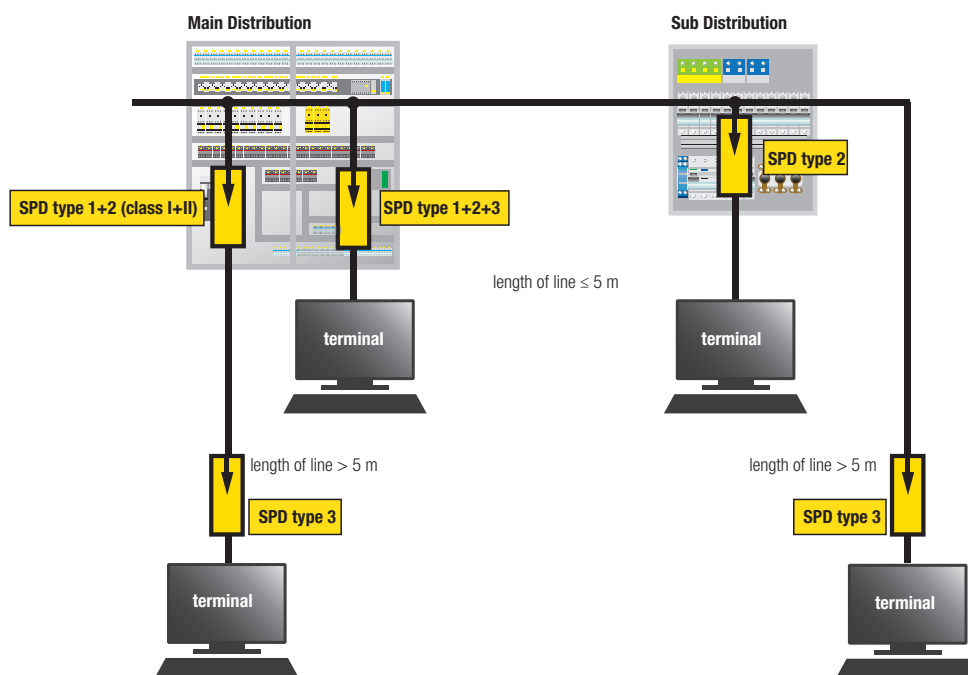 Main Distribution
Sub Distribution
SPD type 2
SPD type 1+2 (class I+II)
SPD type 1+2+3
length of line ≤ 5 m
terminal
terminal
length of line > 5 m
length of line > 5 m
SPD type 3
SPD type 3
terminal
terminal